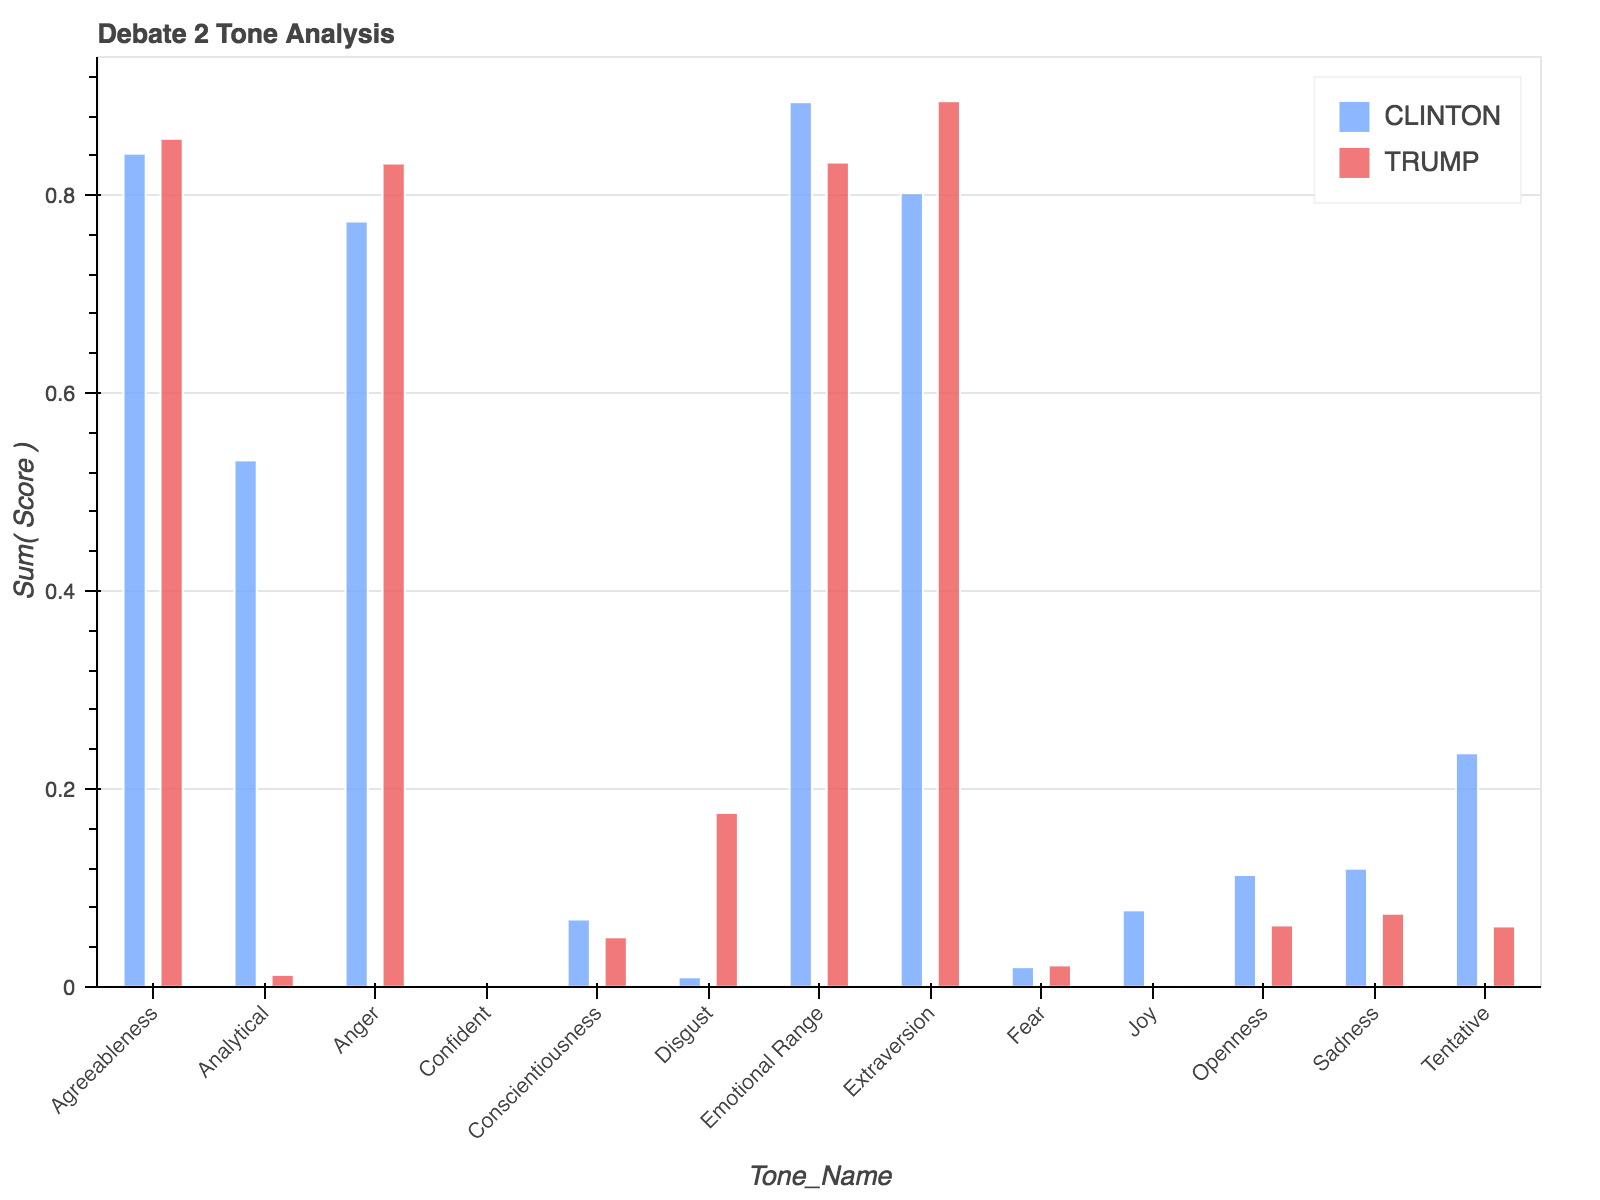 Debate 2 Tone Analysis
CLINTON
TRUMP
0.8
0.6
0.4
0.2
0
Sum( Score )
Agreeableness
Analytical
Anger
Confident
Conscientiousness
Disgust
Emotional Range
Extraversion
Fear
Joy
Openness
Sadness
Tentative
Tone_Name